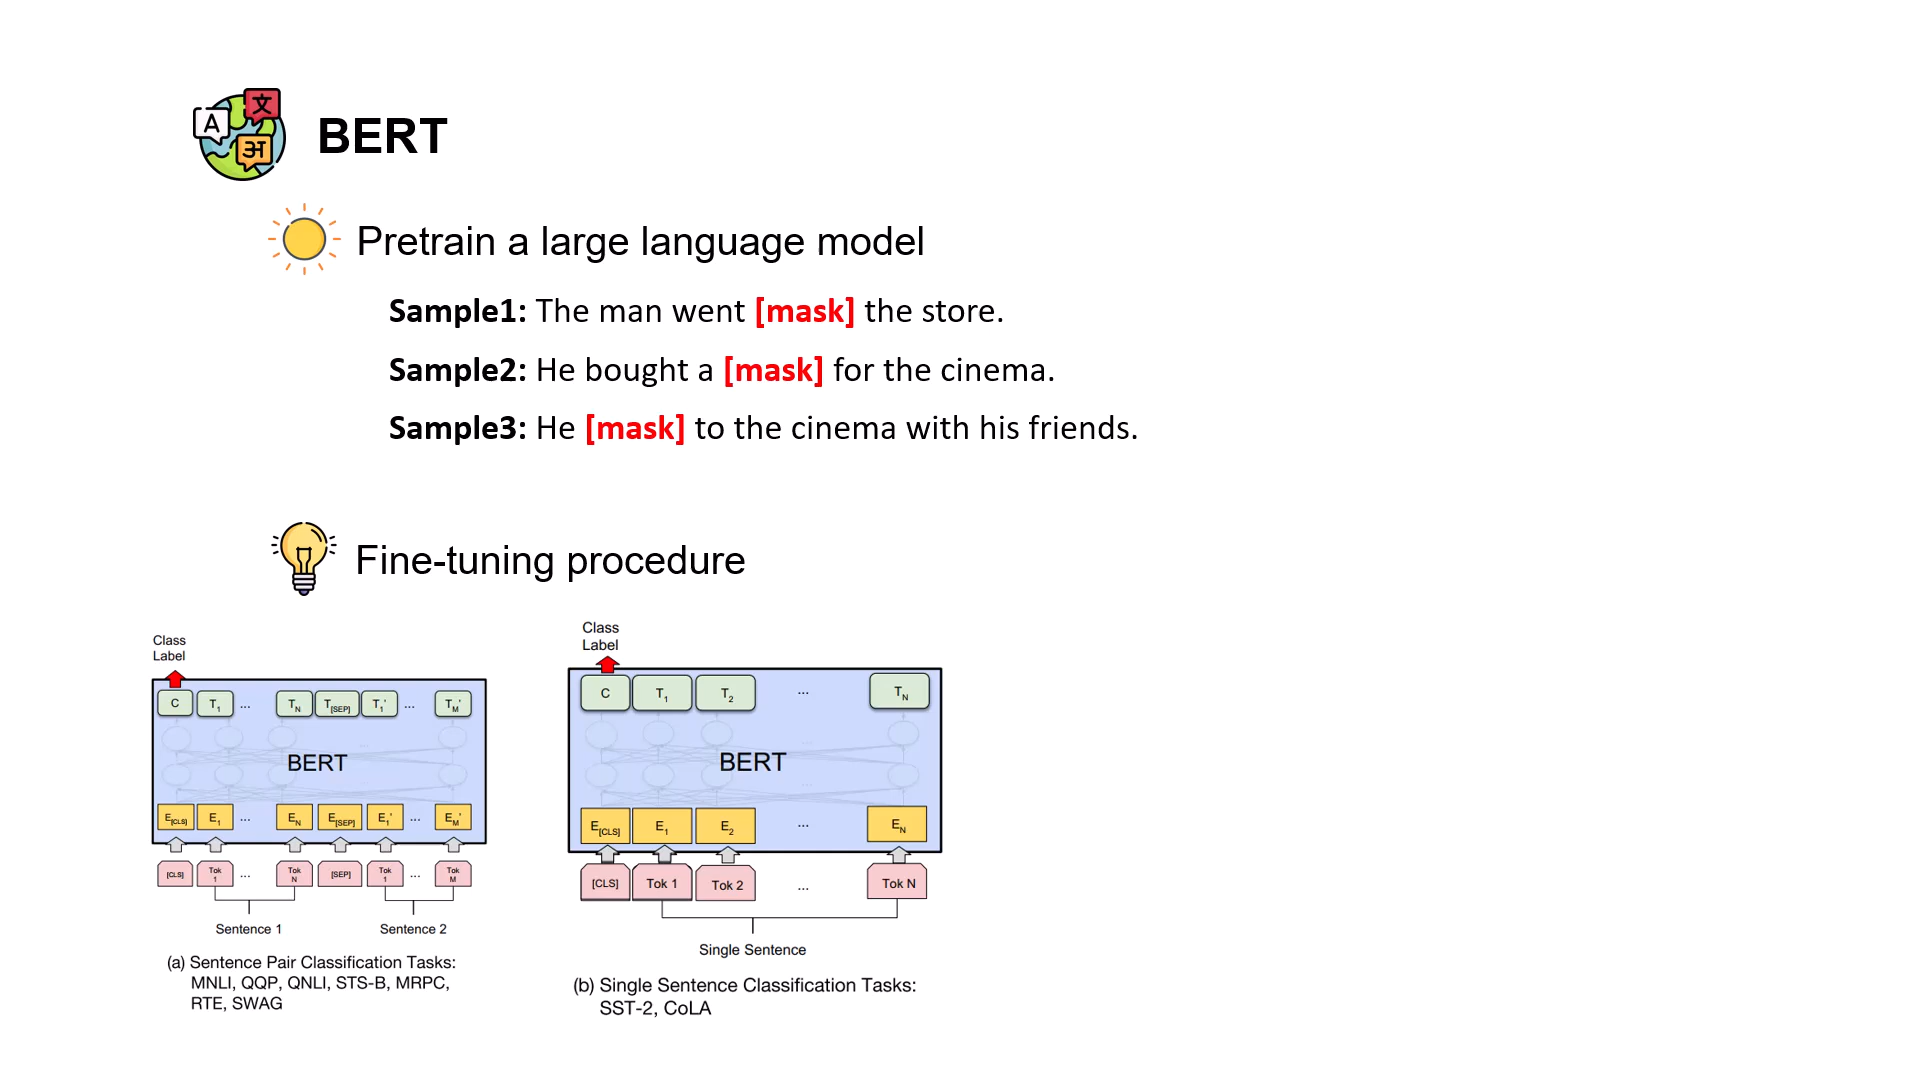 A 文 अ
BERT
Pretrain a large language model
Sample1: The man went [mask] the store.
Sample2: He bought a [mask] for the cinema.
Sample3: He [mask] to the cinema with his friends.
Fine-tuning procedure
Class
Label
C T1 ... TN T[SEP] T1' ... TM'
...
BERT
...
E[CLS] E1 ... EN E[SEP] E1' ... EM'
[CLS] Tok 1 ... Tok N [SEP] Tok 1 ... Tok M
Sentence 1 Sentence 2
(a) Sentence Pair Classification Tasks:
MNLI, QQP, QNLI, STS-B, MRPC,
RTE, SWAG
Class
Label
C T1 T2 ... TN
...
BERT
...
E[CLS] E1 E2 ... EN
[CLS] Tok 1 Tok 2 ... Tok N
Single Sentence
(b) Single Sentence Classification Tasks:
SST-2, CoLA